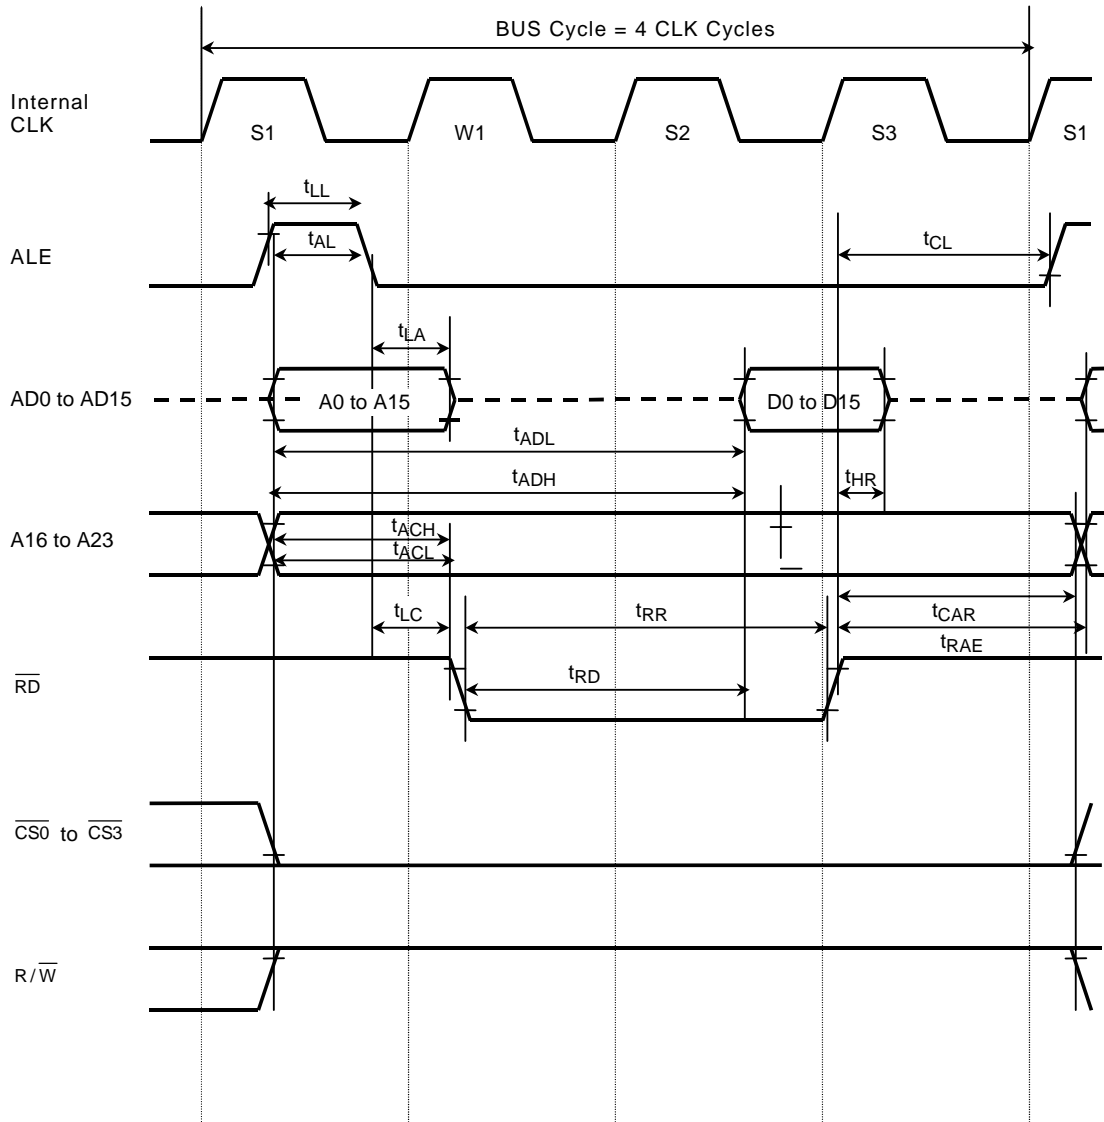 BUS Cycle = 4 CLK Cycles
Internal
CLK
S1 W1 S2 S3 S1
tLL
ALE
tAL
tCL
tLA
AD0 to AD15
A0 to A15
D0 to D15
tADL
tADH
tHR
A16 to A23
tACH
tACL
tLC
tRR
tCAR
tRAE
RD
tRD
CS0 to CS3
R/W